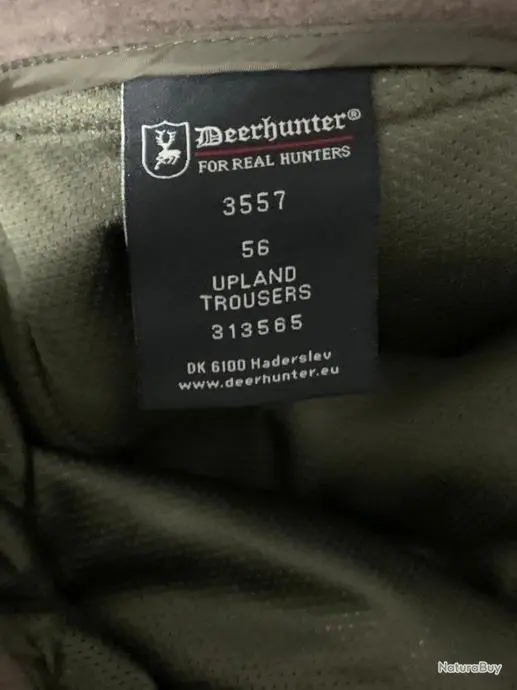 Deerhunter®
FOR REAL HUNTERS
3557
56
UPLAND
TROUSERS
313565
DK 6100 Haderslev
www.deerhunter.eu
NaturaBuy